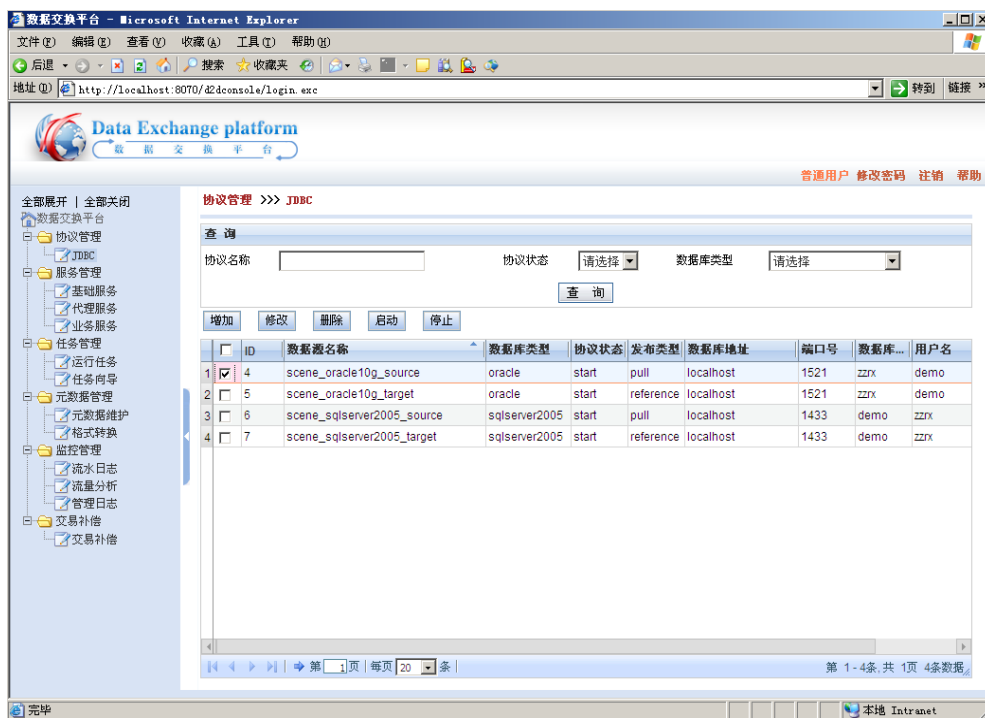 数据交换平台 - Microsoft Internet Explorer
文件(F) 编辑(E) 查看(V) 收藏(A) 工具(T) 帮助(H)
后退 搜索 收藏夹
地址(D) http://localhost:8070/d2dconsole/login.exc 转到 链接 »
Data Exchange platform
数 据 交 换 平 台
普通用户 修改密码 注销 帮助
全部展开 | 全部关闭
数据交换平台
协议管理
JDBC
服务管理
基础服务
代理服务
业务服务
任务管理
运行任务
任务向导
元数据管理
元数据维护
格式转换
监控管理
流水日志
流量分析
管理日志
交易补偿
交易补偿
协议管理 >>> JDBC
查 询
协议名称 协议状态 请选择 数据库类型 请选择
查 询
增加 修改 删除 启动 停止
ID 数据源名称 数据库类型 协议状态 发布类型 数据库地址 端口号 数据库... 用户名
1 4 scene_oracle10g_source oracle start pull localhost 1521 zzrx demo
2 5 scene_oracle10g_target oracle start reference localhost 1521 zzrx demo
3 6 scene_sqlserver2005_source sqlserver2005 start pull localhost 1433 demo zzrx
4 7 scene_sqlserver2005_target sqlserver2005 start reference localhost 1433 demo zzrx
第 1 页 每页 20 条 第 1 - 4条, 共 1页 4条数据。
完毕 本地 Intranet